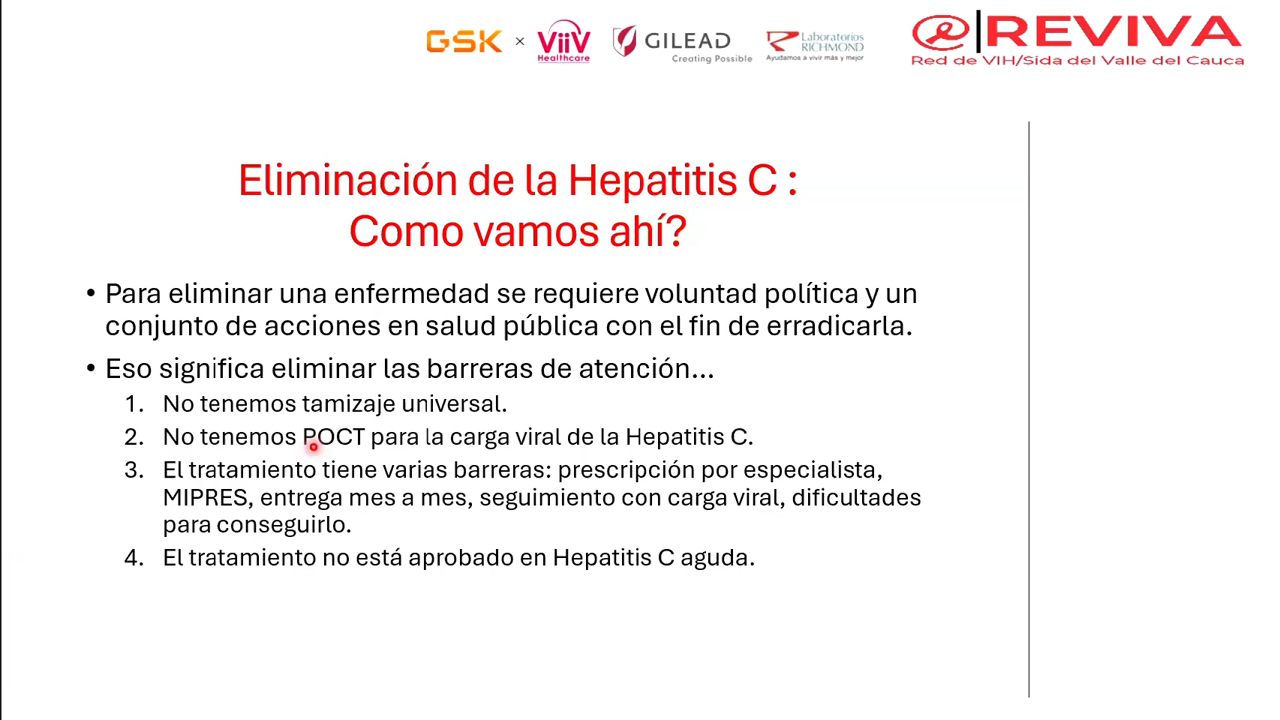 GSK × ViiV Healthcare GILEAD Creating Possible Laboratorios RICHMOND Ayudamos a vivir más y mejor
REVIVA
Red de VIH/Sida del Valle del Cauca
Eliminación de la Hepatitis C :
Como vamos ahí?
• Para eliminar una enfermedad se requiere voluntad política y un
conjunto de acciones en salud pública con el fin de erradicarla.
• Eso significa eliminar las barreras de atención...
1. No tenemos tamizaje universal.
2. No tenemos POCT para la carga viral de la Hepatitis C.
3. El tratamiento tiene varias barreras: prescripción por especialista,
MIPRES, entrega mes a mes, seguimiento con carga viral, dificultades
para conseguirlo.
4. El tratamiento no está aprobado en Hepatitis C aguda.